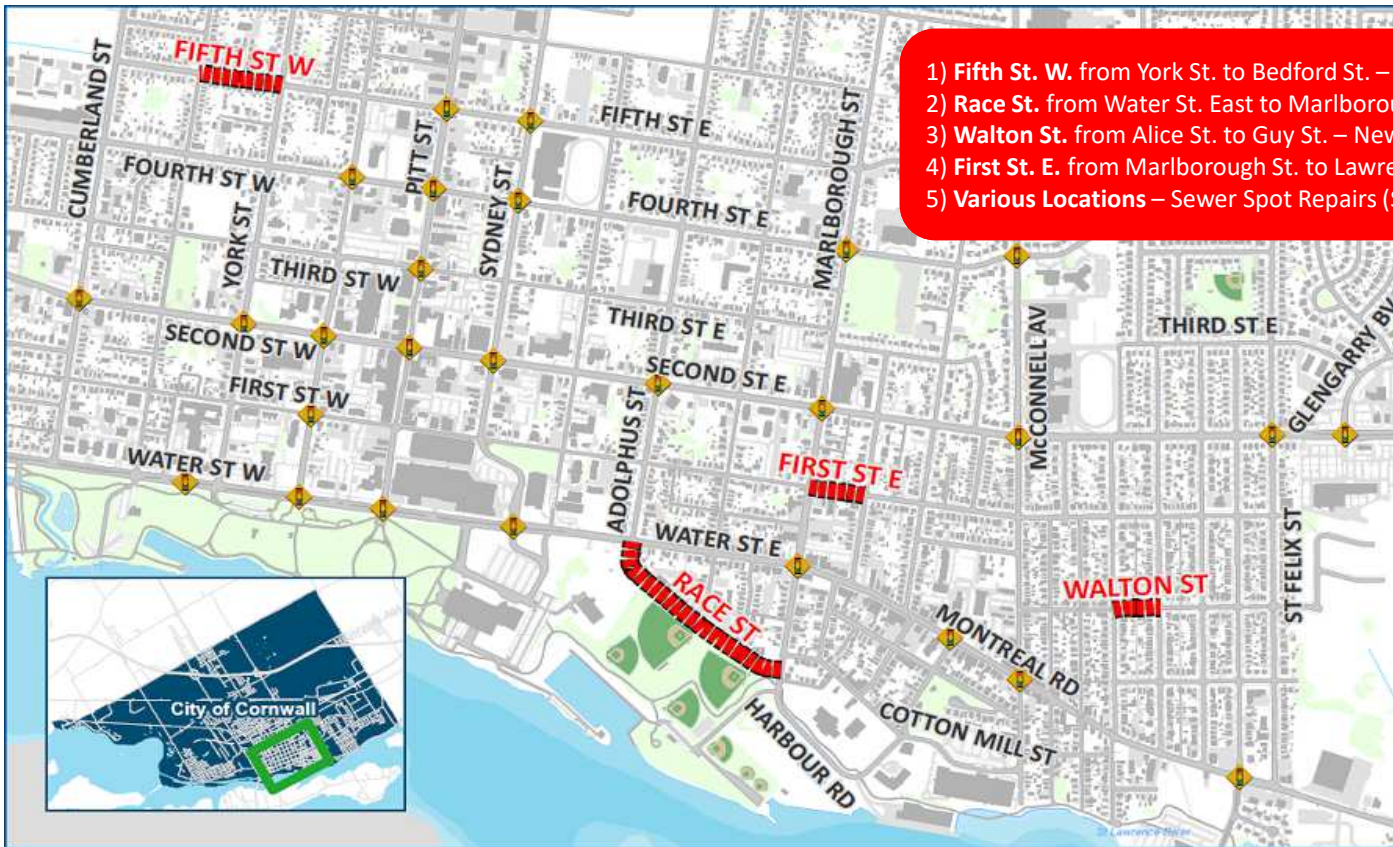 1) Fifth St. W. from York St. to Bedford St. –
2) Race St. from Water St. East to Marlborou
3) Walton St. from Alice St. to Guy St. – New
4) First St. E. from Marlborough St. to Lawre
5) Various Locations – Sewer Spot Repairs (
CUMBERLAND ST
FIFTH ST W
FIFTH ST E
FOURTH ST W
YORK ST
PITT ST
SYDNEY ST
FOURTH ST E
MARLBOROUGH ST
THIRD ST W
THIRD ST E
THIRD ST E
SECOND ST W
SECOND ST E
FIRST ST W
ADOLPHUS ST
McCONNELL AV
GLENGARRY BL
WATER ST W
FIRST ST E
WATER ST E
RACE ST
WALTON ST
ST FELIX ST
MONTREAL RD
HARBOUR RD
COTTON MILL ST
City of Cornwall
St Lawrence River